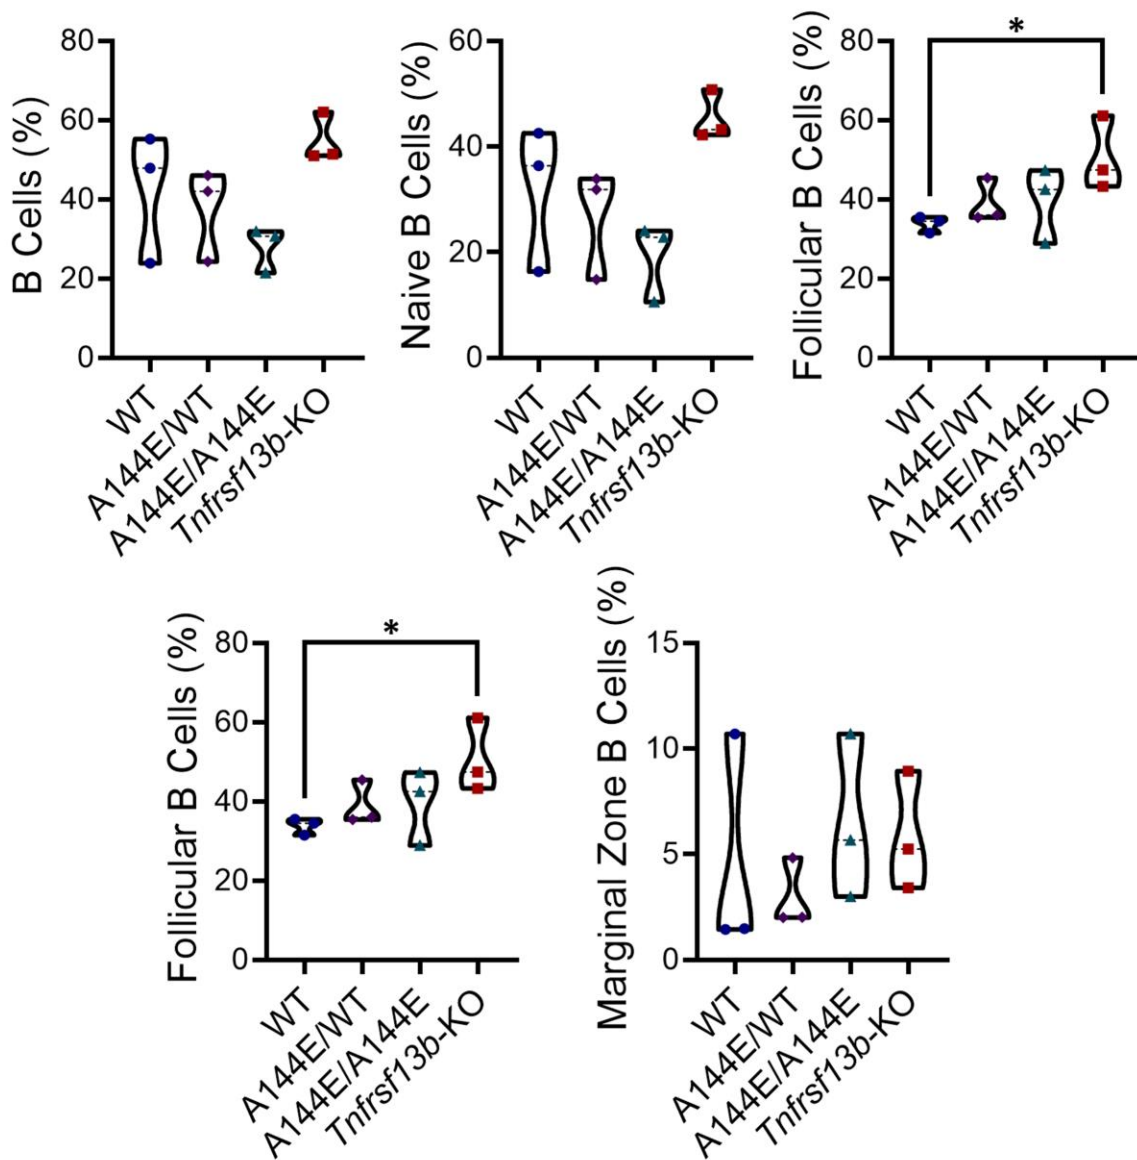 B Cells (%)
80
60
40
20
0
WT
A144E/WT
A144E/A144E
Tnfrsf13b-KO
Naive B Cells (%)
60
40
20
0
WT
A144E/WT
A144E/A144E
Tnfrsf13b-KO
Follicular B Cells (%)
80
60
40
20
0
*
WT
A144E/WT
A144E/A144E
Tnfrsf13b-KO
Follicular B Cells (%)
80
60
40
20
0
*
WT
A144E/WT
A144E/A144E
Tnfrsf13b-KO
Marginal Zone B Cells (%)
15
10
5
0
WT
A144E/WT
A144E/A144E
Tnfrsf13b-KO